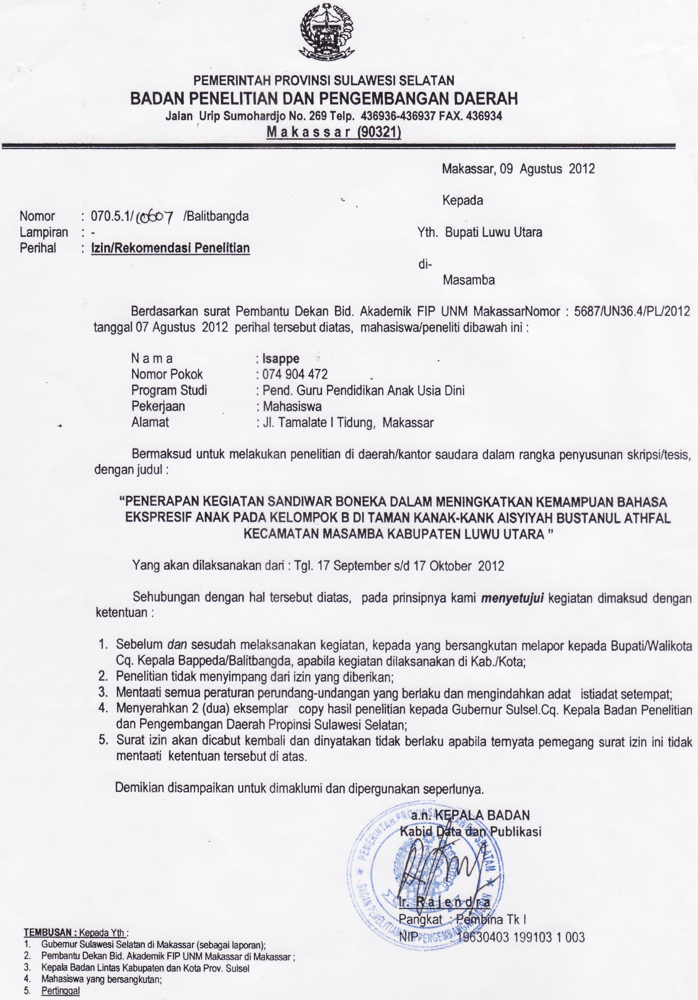 PEMERINTAH PROVINSI SULAWESI SELATAN
BADAN PENELITIAN DAN PENGEMBANGAN DAERAH
Jalan Urip Sumohardjo No. 269 Telp. 436936-436937 FAX. 436934
M a k a s s a r (90321)
Makassar, 09 Agustus 2012
Kepada
Nomor : 070.5.1/10607 /Balitbangda
Lampiran : -
Perihal : Izin/Rekomendasi Penelitian
Yth. Bupati Luwu Utara
di-
Masamba
Berdasarkan surat Pembantu Dekan Bid. Akademik FIP UNM MakassarNomor : 5687/UN36.4/PL/2012
tanggal 07 Agustus 2012 perihal tersebut diatas, mahasiswa/peneliti dibawah ini :
N a m a : Isappe
Nomor Pokok : 074 904 472
Program Studi : Pend. Guru Pendidikan Anak Usia Dini
Pekerjaan : Mahasiswa
Alamat : Jl. Tamalate I Tidung, Makassar
Bermaksud untuk melakukan penelitian di daerah/kantor saudara dalam rangka penyusunan skripsi/tesis,
dengan judul :
“PENERAPAN KEGIATAN SANDIWAR BONEKA DALAM MENINGKATKAN KEMAMPUAN BAHASA
EKSPRESIF ANAK PADA KELOMPOK B DI TAMAN KANAK-KANK AISYIYAH BUSTANUL ATHFAL
KECAMATAN MASAMBA KABUPATEN LUWU UTARA ”
Yang akan dilaksanakan dari : Tgl. 17 September s/d 17 Oktober 2012
Sehubungan dengan hal tersebut diatas, pada prinsipnya kami menyetujui kegiatan dimaksud dengan
ketentuan :
1. Sebelum dan sesudah melaksanakan kegiatan, kepada yang bersangkutan melapor kepada Bupati/Walikota
Cq. Kepala Bappeda/Balitbangda, apabila kegiatan dilaksanakan di Kab./Kota;
2. Penelitian tidak menyimpang dari izin yang diberikan;
3. Mentaati semua peraturan perundang-undangan yang berlaku dan mengindahkan adat istiadat setempat;
4. Menyerahkan 2 (dua) eksemplar copy hasil penelitian kepada Gubernur Sulsel.Cq. Kepala Badan Penelitian
dan Pengembangan Daerah Propinsi Sulawesi Selatan;
5. Surat izin akan dicabut kembali dan dinyatakan tidak berlaku apabila ternyata pemegang surat izin ini tidak
mentaati ketentuan tersebut di atas.
Demikian disampaikan untuk dimaklumi dan dipergunakan seperlunya.
a.n. KEPALA BADAN
Kabid Data dan Publikasi
PEMERINTAH PROVINSI SULAWESI SELATAN
BADAN PENELITIAN DAN PENGEMBANGAN DAERAH
Ir. R a j e n d r a
Pangkat : Pembina Tk I
NIP : 19630403 199103 1 003
TEMBUSAN : Kepada Yth :
1. Gubernur Sulawesi Selatan di Makassar (sebagai laporan);
2. Pembantu Dekan Bid. Akademik FIP UNM Makassar di Makassar ;
3. Kepala Badan Lintas Kabupaten dan Kota Prov. Sulsel
4. Mahasiswa yang bersangkutan;
5. Pertinggal